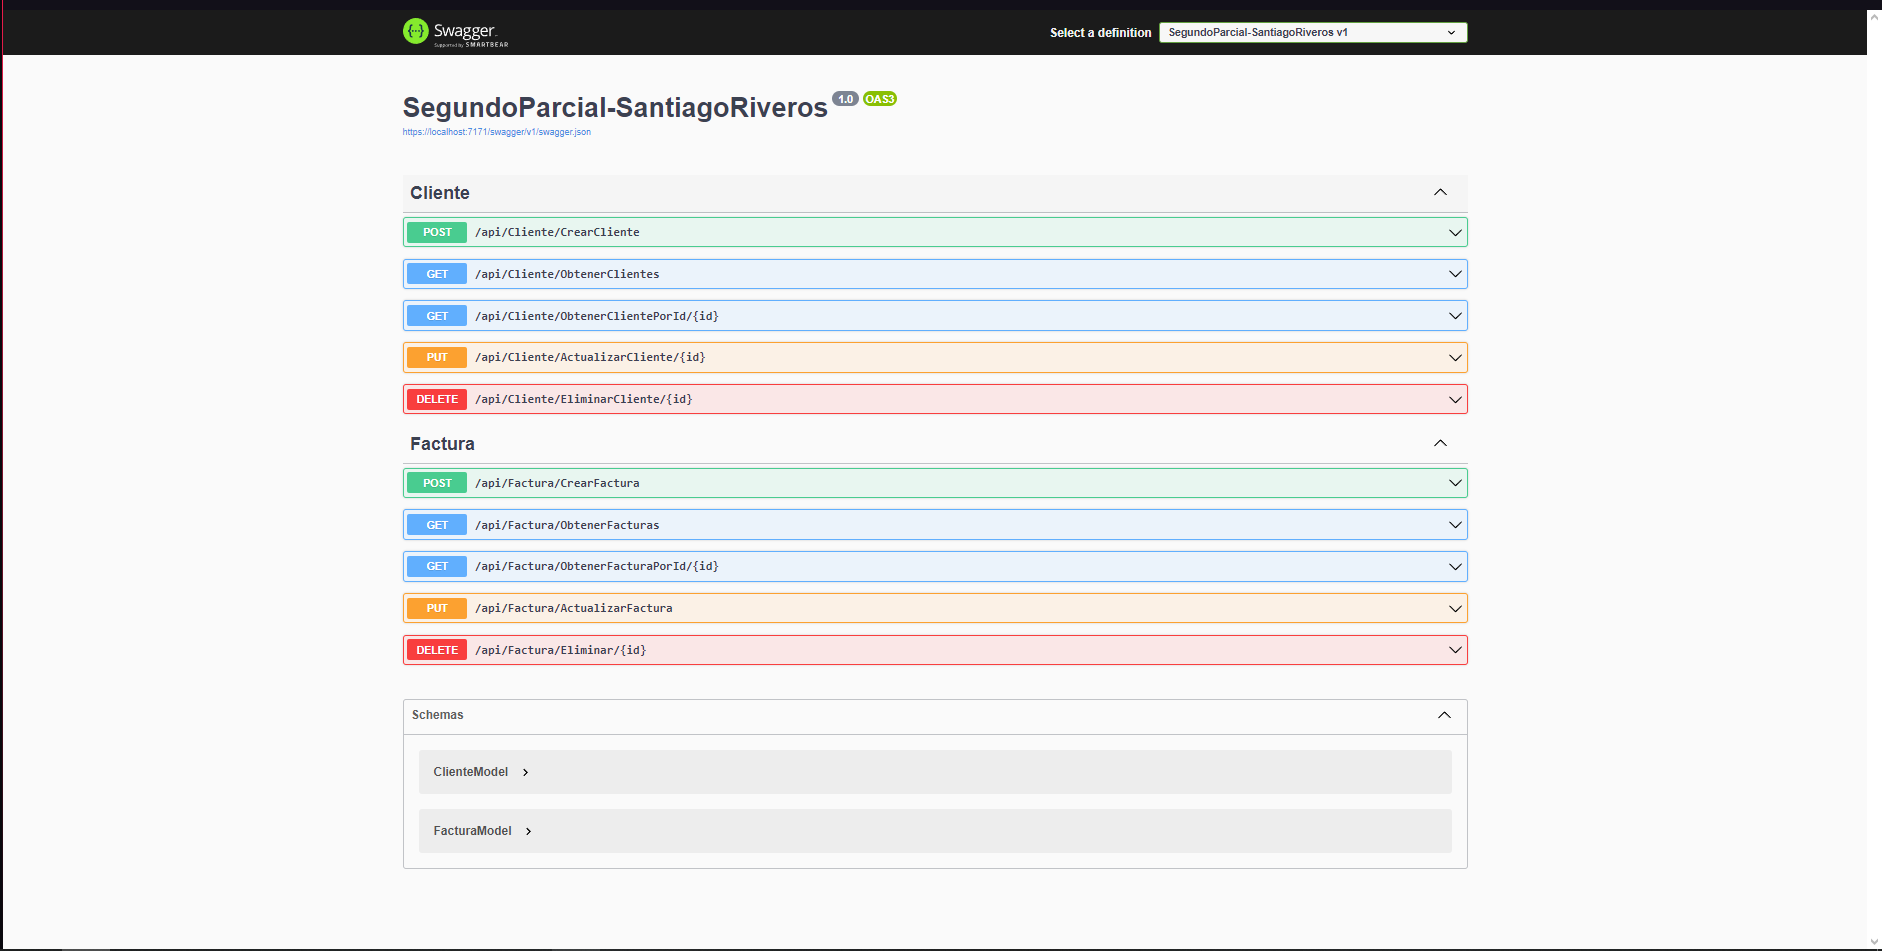 Swagger
Supported by SMARTBEAR
Select a definition
SegundoParcial-SantiagoRiveros v1
SegundoParcial-SantiagoRiveros 1.0 OAS3
https://localhost:7171/swagger/v1/swagger.json
Cliente
POST /api/Cliente/CrearCliente
GET /api/Cliente/ObtenerClientes
GET /api/Cliente/ObtenerClientePorId/{id}
PUT /api/Cliente/ActualizarCliente/{id}
DELETE /api/Cliente/EliminarCliente/{id}
Factura
POST /api/Factura/CrearFactura
GET /api/Factura/ObtenerFacturas
GET /api/Factura/ObtenerFacturaPorId/{id}
PUT /api/Factura/ActualizarFactura
DELETE /api/Factura/Eliminar/{id}
Schemas
ClienteModel
FacturaModel